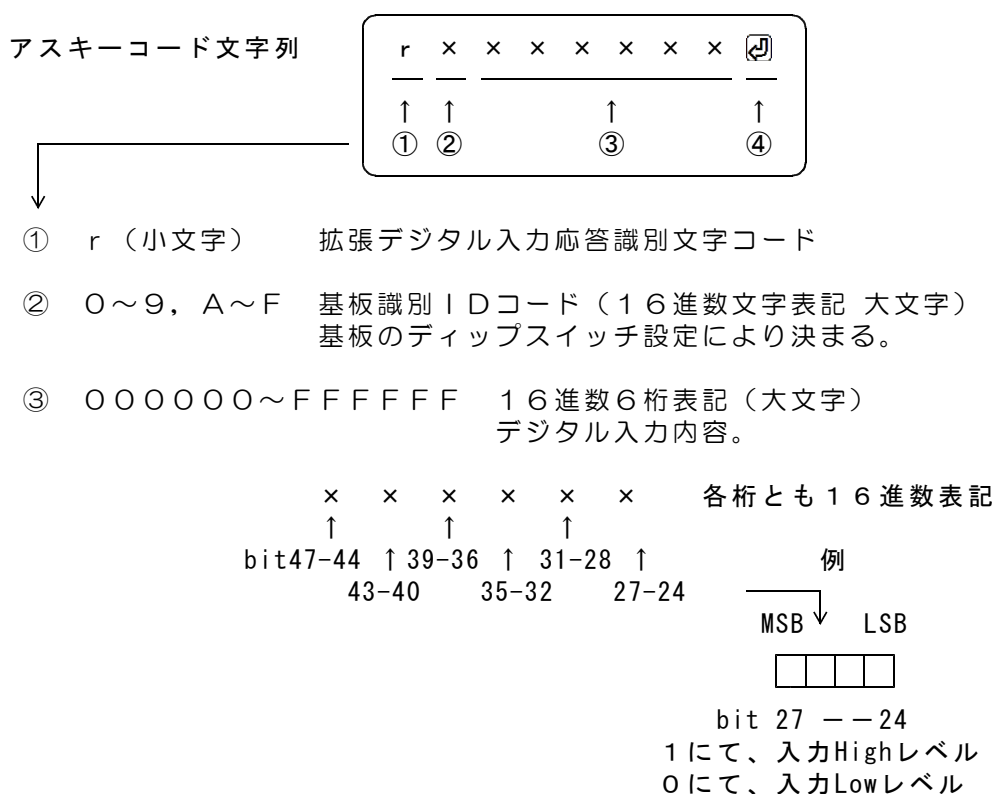 アスキーコード文字列
r × × × × × × × ⏎
↑ ↑ ↑ ↑
① ② ③ ④
① r（小文字） 拡張デジタル入力応答識別文字コード
② ０～９，Ａ～Ｆ 基板識別ＩＤコード（１６進数文字表記 大文字）
基板のディップスイッチ設定により決まる。
③ ００００００～ＦＦＦＦＦＦ １６進数６桁表記（大文字）
デジタル入力内容。
× × × × × × 各桁とも１６進数表記
↑ ↑ ↑
bit47-44 ↑ 39-36 ↑ 31-28 ↑ 例
43-40 35-32 27-24
MSB LSB
bit 27 －－24
１にて、入力Highレベル
０にて、入力Lowレベル